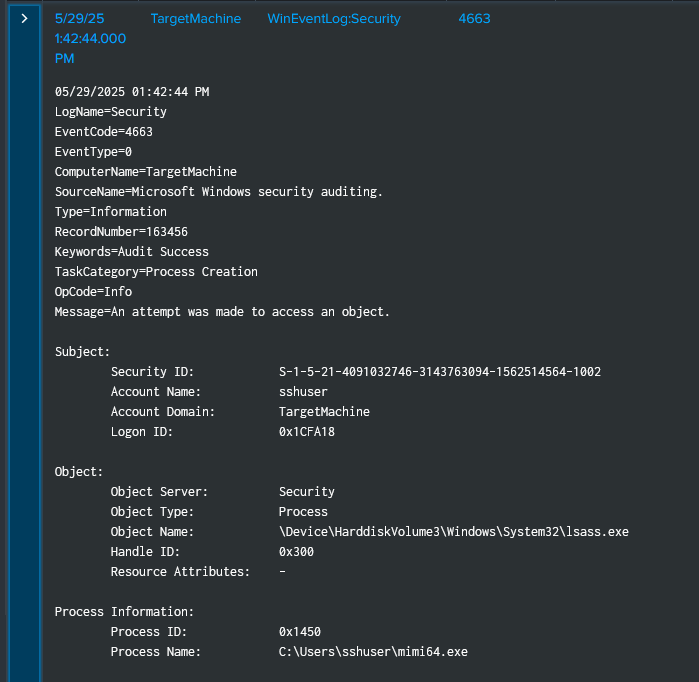 5/29/25 TargetMachine WinEventLog:Security 4663
1:42:44.000
PM
05/29/2025 01:42:44 PM
LogName=Security
EventCode=4663
EventType=0
ComputerName=TargetMachine
SourceName=Microsoft Windows security auditing.
Type=Information
RecordNumber=163456
Keywords=Audit Success
TaskCategory=Process Creation
OpCode=Info
Message=An attempt was made to access an object.
Subject:
Security ID: S-1-5-21-4091032746-3143763094-1562514564-1002
Account Name: sshuser
Account Domain: TargetMachine
Logon ID: 0x1CFA18
Object:
Object Server: Security
Object Type: Process
Object Name: \Device\HarddiskVolume3\Windows\System32\lsass.exe
Handle ID: 0x300
Resource Attributes: -
Process Information:
Process ID: 0x1450
Process Name: C:\Users\sshuser\mimi64.exe